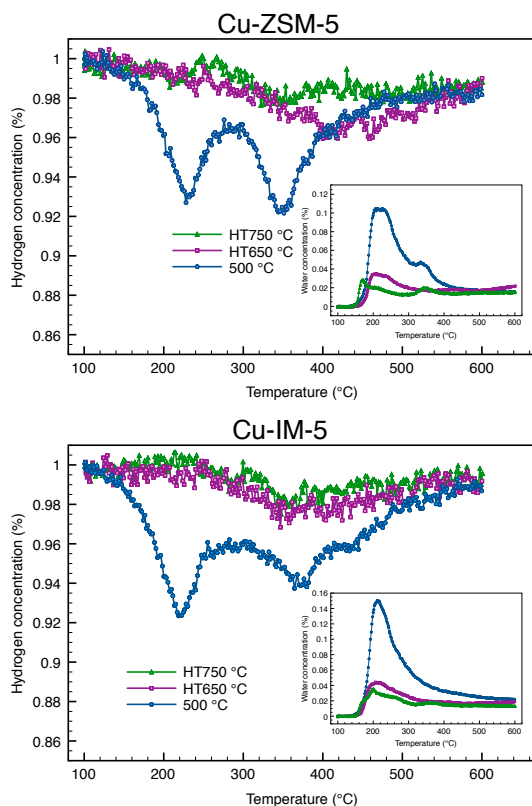 Cu-ZSM-5
Hydrogen concentration (%)
1
0.98
0.96
0.94
0.92
0.9
0.88
0.86
HT750 °C
HT650 °C
500 °C
100 200 300 400 500 600
Temperature (°C)
Water concentration (%)
0.12
0.10
0.08
0.06
0.04
0.02
0
100 200 300 400 500 600
Temperature (°C)
Cu-IM-5
Hydrogen concentration (%)
1
0.98
0.96
0.94
0.92
0.9
0.88
0.86
HT750 °C
HT650 °C
500 °C
100 200 300 400 500 600
Temperature (°C)
Water concentration (%)
0.16
0.14
0.12
0.10
0.08
0.06
0.04
0.02
0
100 200 300 400 500 600
Temperature (°C)